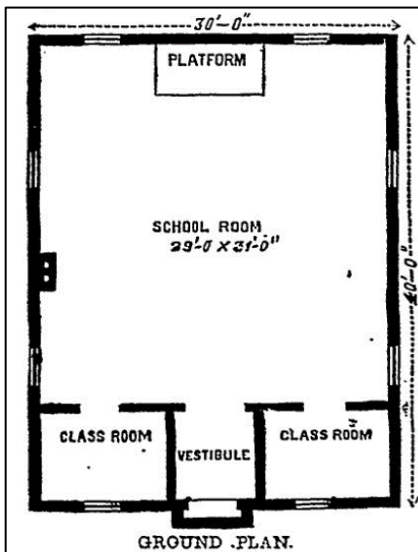 30'-0"
PLATFORM
SCHOOL ROOM
29'-0 X 31'-0"
40'-0"
CLASS ROOM
VESTIBULE
CLASS ROOM
GROUND PLAN.